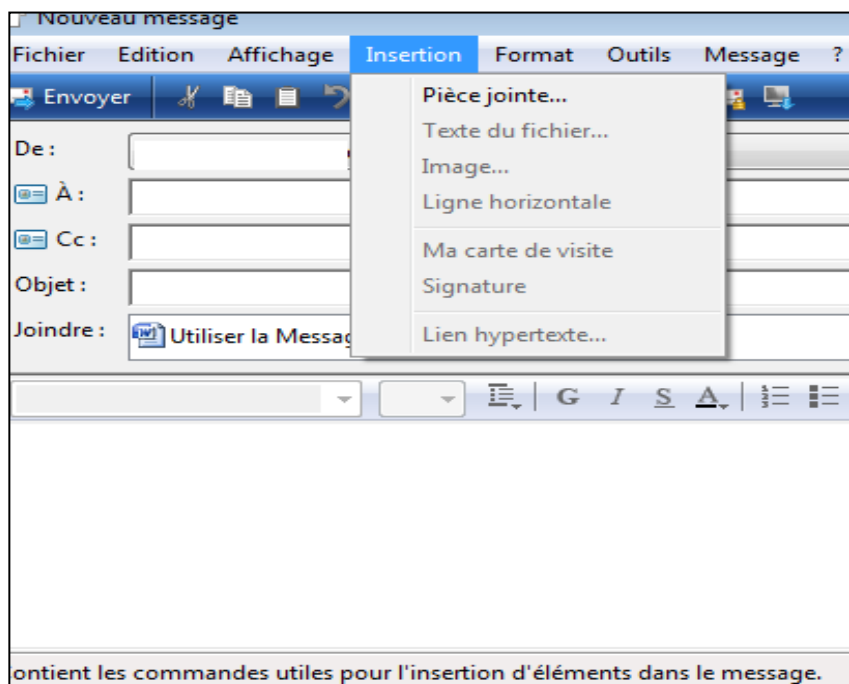 Nouveau message
Fichier Edition Affichage Insertion Format Outils Message ?
Envoyer
Pièce jointe...
Texte du fichier...
Image...
Ligne horizontale
Ma carte de visite
Signature
Lien hypertexte...
De :
À :
Cc :
Objet :
Joindre : Utiliser la Messag
G I S A
ontient les commandes utiles pour l'insertion d'éléments dans le message.